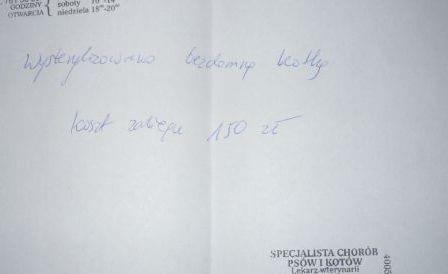 GODZINY OTWARCIA { soboty
niedziela 18⁰⁰-20⁰⁰
Wysterylizowano bezdomną kotkę
koszt zabiegu 150 zł
SPECJALISTA CHORÓB
PSÓW I KOTÓW
Lekarz weterynarii